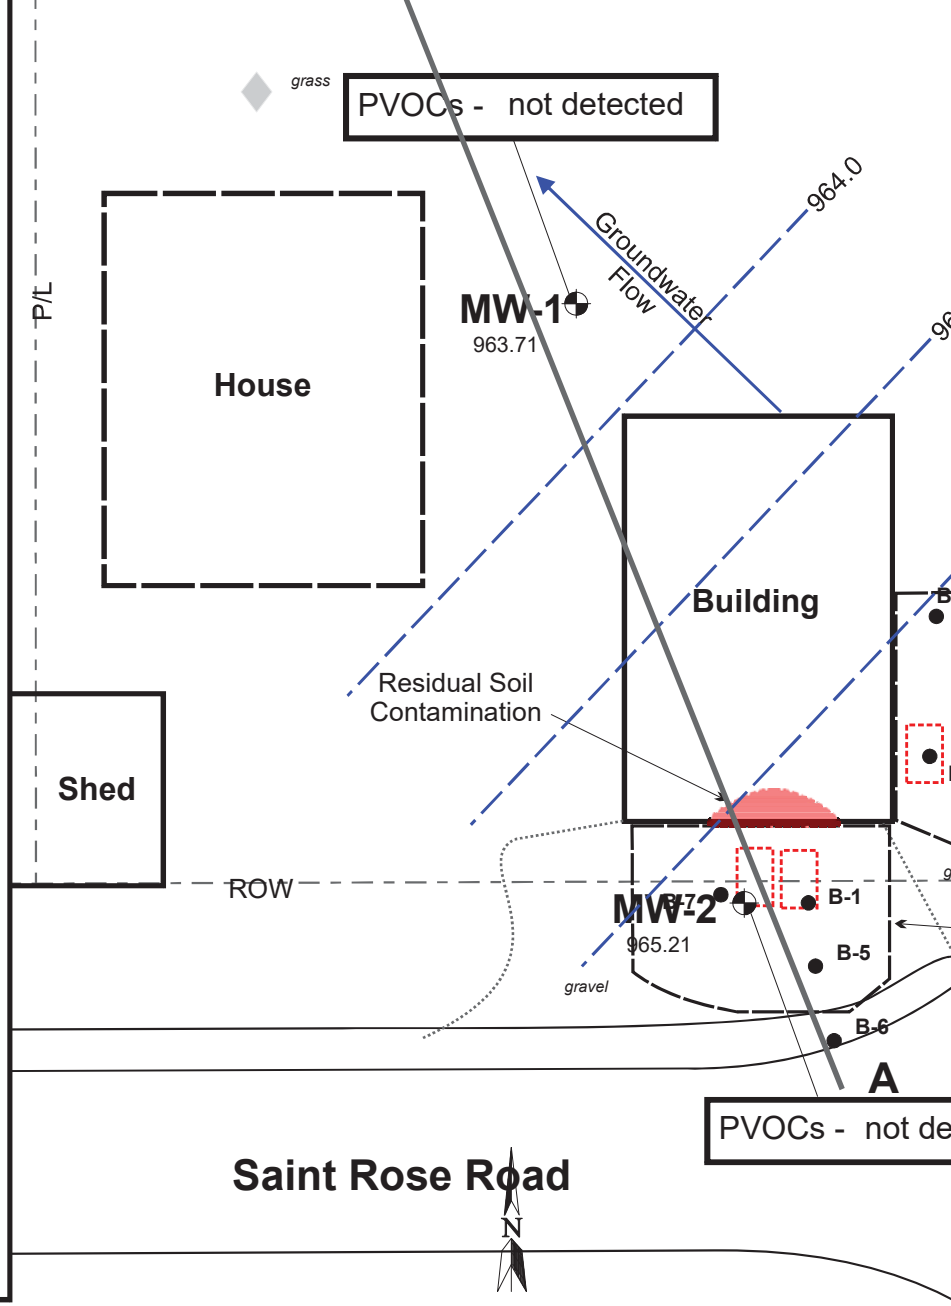 grass
PVOCs - not detected
964.0
Groundwater
Flow
P/L
MW-1
963.71
House
Building
Residual Soil
Contamination
Shed
ROW
B-7
MW-2
965.21
B-1
B-5
gravel
B-6
A
PVOCs - not de
Saint Rose Road
N